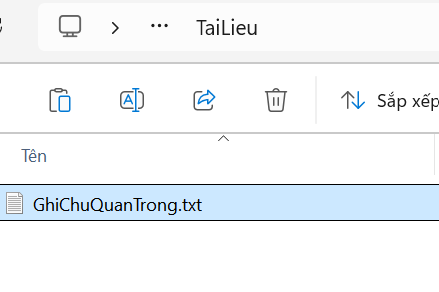 TaiLieu
Sắp xếp
Tên
GhiChuQuanTrong.txt